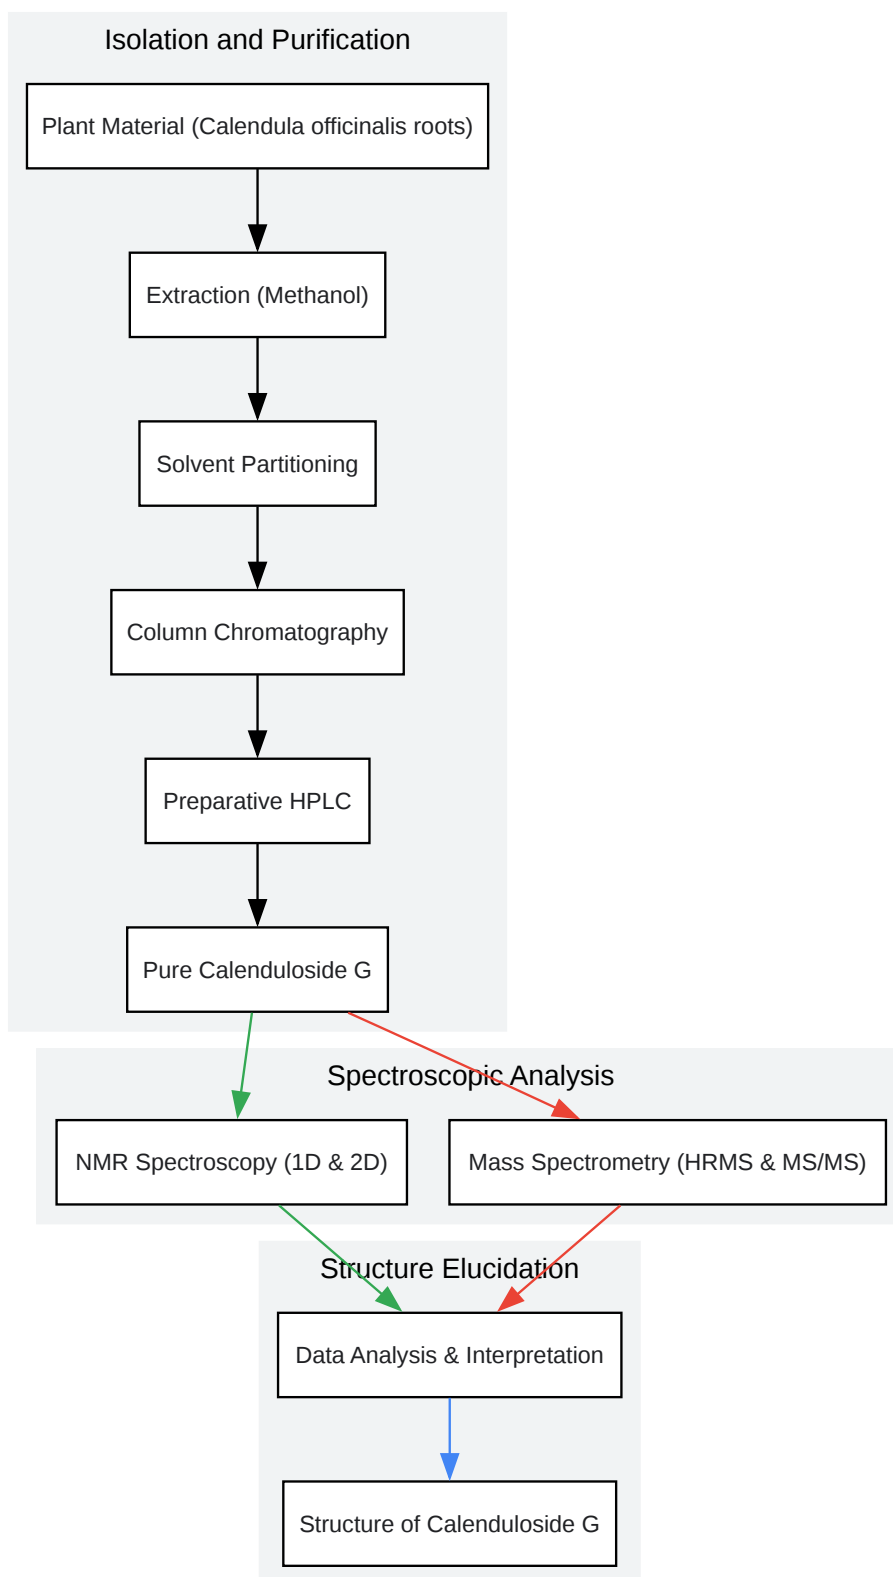 Isolation and Purification
Plant Material (Calendula officinalis roots)
Extraction (Methanol)
Solvent Partitioning
Column Chromatography
Preparative HPLC
Pure Calenduloside G
Spectroscopic Analysis
NMR Spectroscopy (1D & 2D)
Mass Spectrometry (HRMS & MS/MS)
Structure Elucidation
Data Analysis & Interpretation
Structure of Calenduloside G